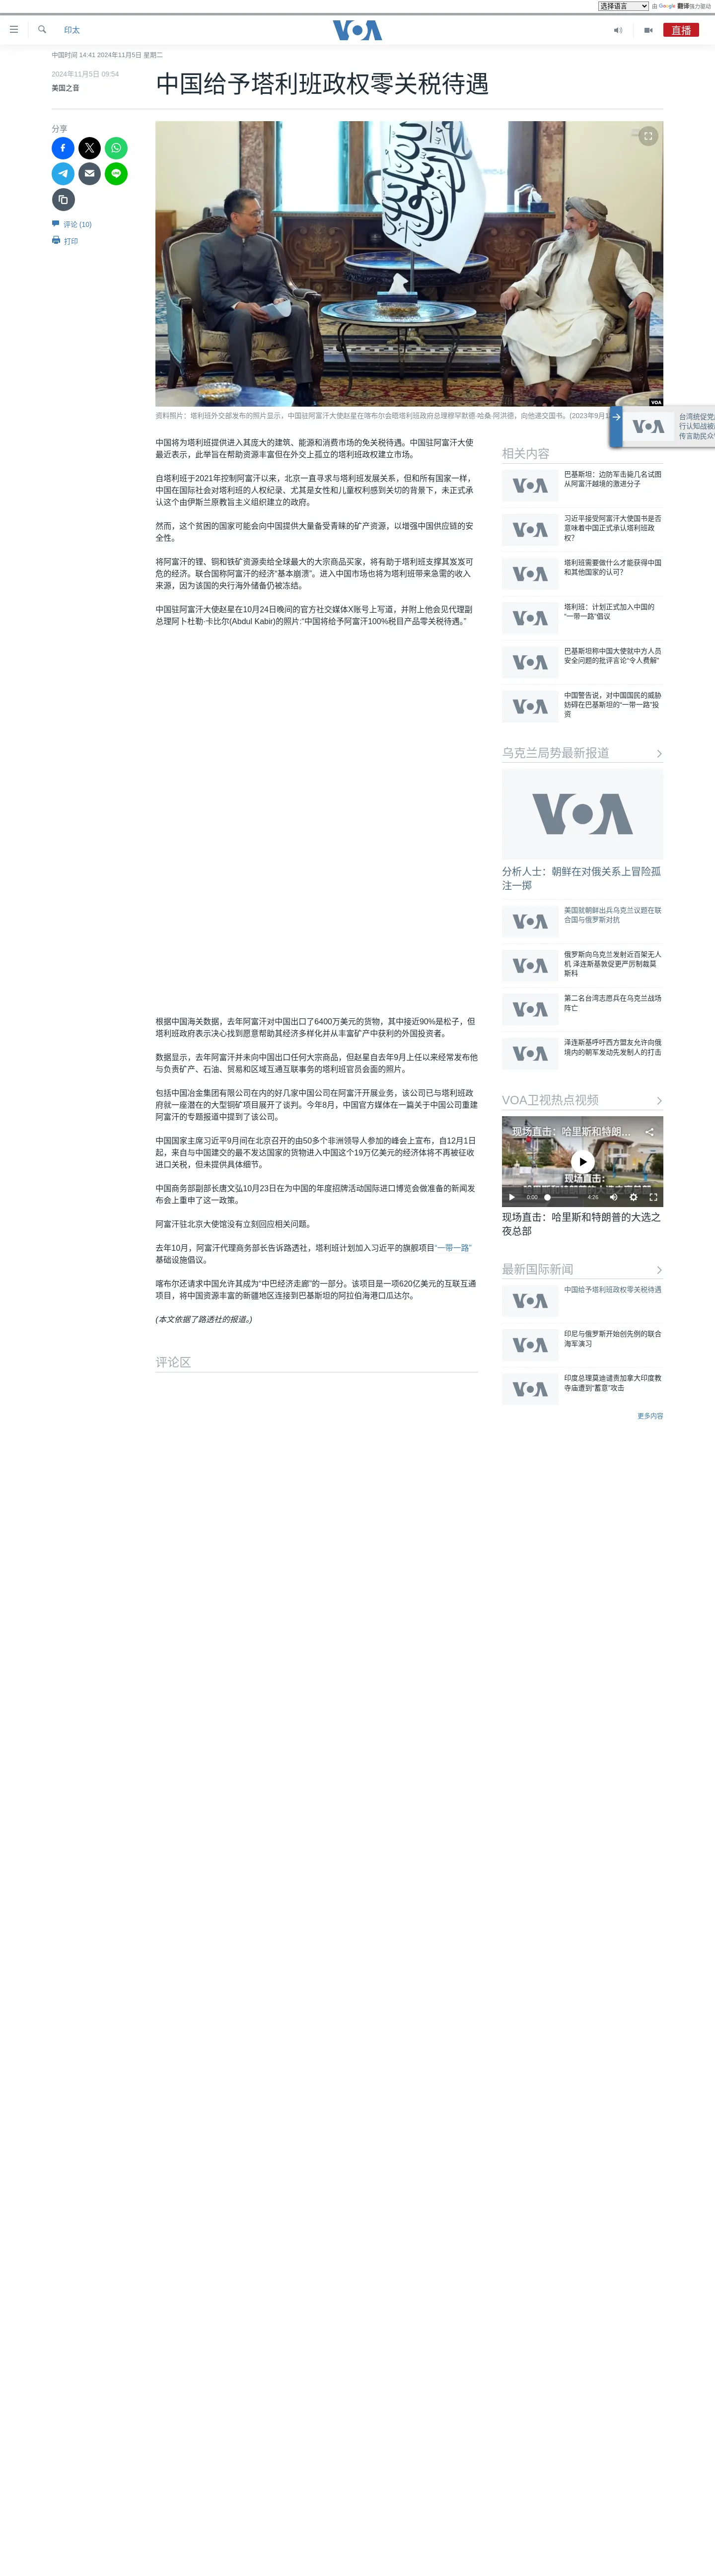 选择语言 由 Google 翻译强力驱动
印太
VOA
直播
中国时间 14:41 2024年11月5日 星期二
2024年11月5日 09:54
美国之音
中国给予塔利班政权零关税待遇
分享
评论 (10)
打印
VOA
资料照片：塔利班外交部发布的照片显示，中国驻阿富汗大使赵星在喀布尔会晤塔利班政府总理穆罕默德·哈桑·阿洪德，向他递交国书。(2023年9月1
台湾统促党
行认知战被
传言助民众
中国将为塔利班提供进入其庞大的建筑、能源和消费市场的免关税待遇。中国驻阿富汗大使
最近表示，此举旨在帮助资源丰富但在外交上孤立的塔利班政权建立市场。
自塔利班于2021年控制阿富汗以来，北京一直寻求与塔利班发展关系，但和所有国家一样，
中国在国际社会对塔利班的人权纪录、尤其是女性和儿童权利感到关切的背景下，未正式承
认这个由伊斯兰原教旨主义组织建立的政府。
然而，这个贫困的国家可能会向中国提供大量备受青睐的矿产资源，以增强中国供应链的安
全性。
将阿富汗的锂、铜和铁矿资源卖给全球最大的大宗商品买家，将有助于塔利班支撑其岌岌可
危的经济。联合国称阿富汗的经济“基本崩溃”。进入中国市场也将为塔利班带来急需的收入
来源，因为该国的央行海外储备仍被冻结。
中国驻阿富汗大使赵星在10月24日晚间的官方社交媒体X账号上写道，并附上他会见代理副
总理阿卜杜勒·卡比尔(Abdul Kabir)的照片:“中国将给予阿富汗100%税目产品零关税待遇。”
根据中国海关数据，去年阿富汗对中国出口了6400万美元的货物，其中接近90%是松子，但
塔利班政府表示决心找到愿意帮助其经济多样化并从丰富矿产中获利的外国投资者。
数据显示，去年阿富汗并未向中国出口任何大宗商品，但赵星自去年9月上任以来经常发布他
与负责矿产、石油、贸易和区域互通互联事务的塔利班官员会面的照片。
包括中国冶金集团有限公司在内的好几家中国公司在阿富汗开展业务，该公司已与塔利班政
府就一座潜在的大型铜矿项目展开了谈判。今年8月，中国官方媒体在一篇关于中国公司重建
阿富汗的专题报道中提到了该公司。
中国国家主席习近平9月间在北京召开的由50多个非洲领导人参加的峰会上宣布，自12月1日
起，来自与中国建交的最不发达国家的货物进入中国这个19万亿美元的经济体将不再被征收
进口关税，但未提供具体细节。
中国商务部副部长唐文弘10月23日在为中国的年度招待活动国际进口博览会做准备的新闻发
布会上重申了这一政策。
阿富汗驻北京大使馆没有立刻回应相关问题。
去年10月，阿富汗代理商务部长告诉路透社，塔利班计划加入习近平的旗舰项目“一带一路”
基础设施倡议。
喀布尔还请求中国允许其成为“中巴经济走廊”的一部分。该项目是一项620亿美元的互联互通
项目，将中国资源丰富的新疆地区连接到巴基斯坦的阿拉伯海港口瓜达尔。
(本文依据了路透社的报道。)
评论区
相关内容
巴基斯坦：边防军击毙几名试图
从阿富汗越境的激进分子
习近平接受阿富汗大使国书是否
意味着中国正式承认塔利班政
权？
塔利班需要做什么才能获得中国
和其他国家的认可？
塔利班：计划正式加入中国的
“一带一路”倡议
巴基斯坦称中国大使就中方人员
安全问题的批评言论“令人费解”
中国警告说，对中国国民的威胁
妨碍在巴基斯坦的“一带一路”投
资
乌克兰局势最新报道
VOA
分析人士：朝鲜在对俄关系上冒险孤
注一掷
美国就朝鲜出兵乌克兰议题在联
合国与俄罗斯对抗
俄罗斯向乌克兰发射近百架无人
机 泽连斯基敦促更严厉制裁莫
斯科
第二名台湾志愿兵在乌克兰战场
阵亡
泽连斯基呼吁西方盟友允许向俄
境内的朝军发动先发制人的打击
VOA卫视热点视频
现场直击：哈里斯和特朗...
现场直击：
0:00 4:26
现场直击：哈里斯和特朗普的大选之
夜总部
最新国际新闻
中国给予塔利班政权零关税待遇
印尼与俄罗斯开始创先例的联合
海军演习
印度总理莫迪谴责加拿大印度教
寺庙遭到“蓄意”攻击
更多内容